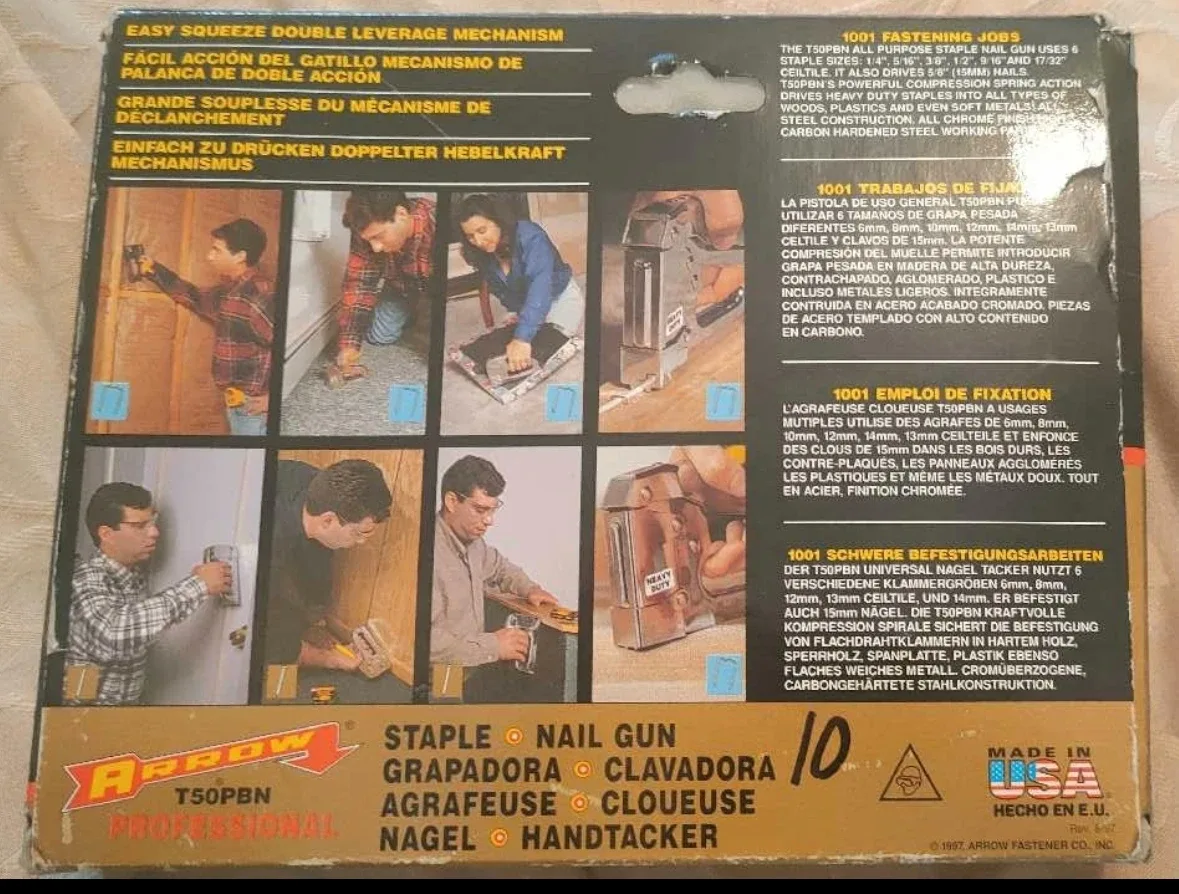 EASY SQUEEZE DOUBLE LEVERAGE MECHANISM
FÁCIL ACCIÓN DEL GATILLO MECANISMO DE
PALANCA DE DOBLE ACCIÓN
GRANDE SOUPLESSE DU MÉCANISME DE
DÉCLANCHEMENT
EINFACH ZU DRÜCKEN DOPPELTER HEBELKRAFT
MECHANISMUS
1001 FASTENING JOBS
THE T50PBN ALL PURPOSE STAPLE NAIL GUN USES 6
STAPLE SIZES: 1/4", 5/16", 3/8", 1/2", 9/16" AND 17/32"
CEILTILE. IT ALSO DRIVES 5/8" (15MM) NAILS.
T50PBN'S POWERFUL COMPRESSION SPRING ACTION
DRIVES HEAVY DUTY STAPLES INTO ALL TYPES OF
WOODS, PLASTICS AND EVEN SOFT METALS! ALL
STEEL CONSTRUCTION. ALL CHROME
CARBON HARDENED STEEL WORKING
1001 TRABAJOS DE
LA PISTOLA DE USO GENERAL T50PBN
UTILIZAR 6 TAMAÑOS DE GRAPA PESADA
DIFERENTES 6mm, 8mm, 10mm, 12mm, 14mm, 13mm
CELTILE Y CLAVOS DE 15mm. LA POTENTE
COMPRESIÓN DEL MUELLE PERMITE INTRODUCIR
GRAPA PESADA EN MADERA DE ALTA DUREZA,
CONTRACHAPADO, AGLOMERADO, PLASTICO E
INCLUSO METALES LIGEROS. INTEGRAMENTE
CONTRUIDA EN ACERO ACABADO CROMADO. PIEZAS
DE ACERO TEMPLADO CON ALTO CONTENIDO
EN CARBONO.
1001 EMPLOI DE FIXATION
L'AGRAFEUSE CLOUEUSE T50PBN A USAGES
MUTIPLES UTILISE DES AGRAFES DE 6mm, 8mm,
10mm, 12mm, 14mm, 13mm CEILTEILE ET ENFONCE
DES CLOUS DE 15mm DANS LES BOIS DURS, LES
CONTRE-PLAQUÉS, LES PANNEAUX AGGLOMÉRÉS
LES PLASTIQUES ET MÊME LES MÉTAUX DOUX. TOUT
EN ACIER, FINITION CHROMÉE.
1001 SCHWERE BEFESTIGUNGSARBEITEN
DER T50PBN UNIVERSAL NAGEL TACKER NUTZT 6
VERSCHIEDENE KLAMMERGRÖBEN 6mm, 8mm,
12mm, 13mm CEILTILE, UND 14mm. ER BEFESTIGT
AUCH 15mm NÄGEL. DIE T50PBN KRAFTVOLLE
KOMPRESSION SPIRALE SICHERT DIE BEFESTIGUNG
VON FLACHDRAHTKLAMMERN IN HARTEM HOLZ,
SPERRHOLZ, SPANPLATTE, PLASTIK EBENSO
FLACHES WEICHES METALL. CROMÜBERZOGENE,
CARBONGEHÄRTETE STAHLKONSTRUKTION.
HEAVY
DUTY
ARROW®
T50PBN
PROFESSIONAL
STAPLE NAIL GUN
GRAPADORA CLAVADORA
AGRAFEUSE CLOUEUSE
NAGEL HANDTACKER
10
MADE IN
USA
HECHO EN E.U.
© 1997, ARROW FASTENER CO., INC.